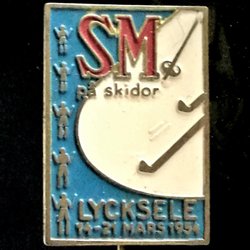 SM
på skidor
LYCKSELE
14-21 MARS 1954